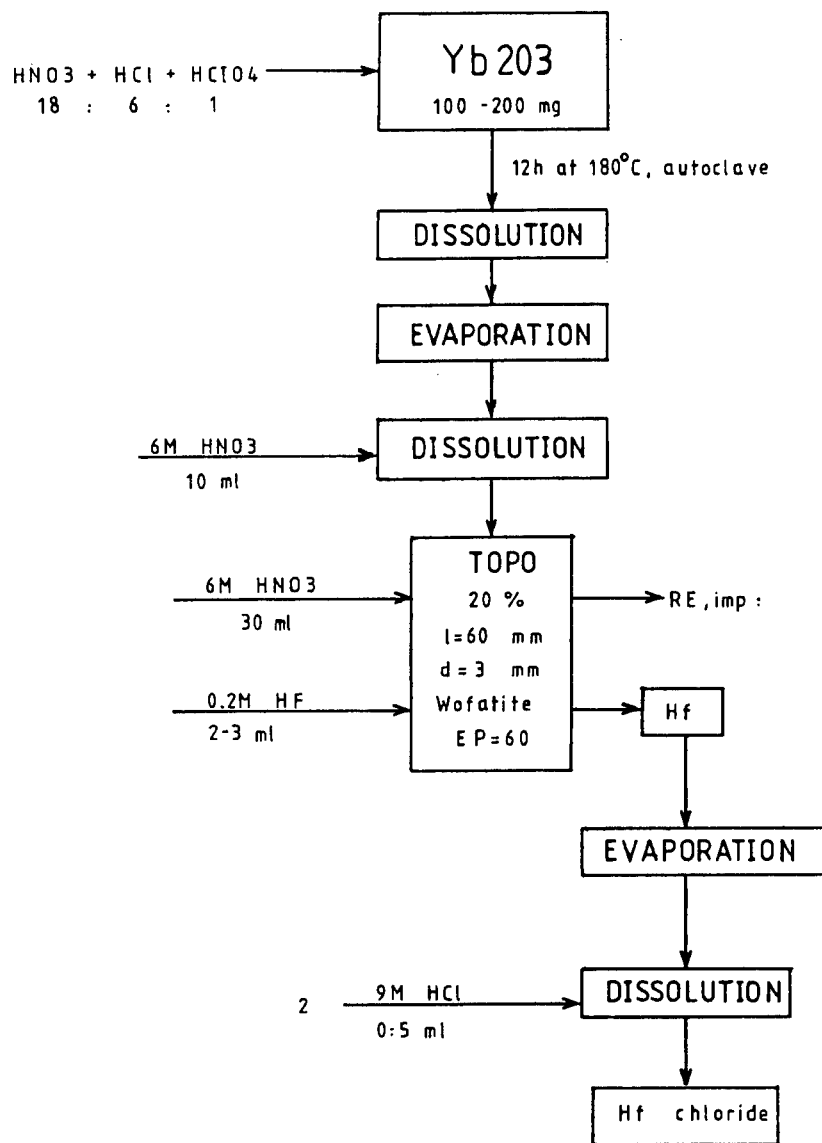 HNO3 + HCl + HClO4
18 : 6 : 1
Yb203
100 -200 mg
12h at 180°C, autoclave
DISSOLUTION
EVAPORATION
6M HNO3
10 ml
DISSOLUTION
TOPO
20 %
l=60 mm
d=3 mm
Wofatite
EP=60
6M HNO3
30 ml
RE,imp:
0.2M HF
2-3 ml
Hf
EVAPORATION
2
9M HCl
0:5 ml
DISSOLUTION
Hf chloride